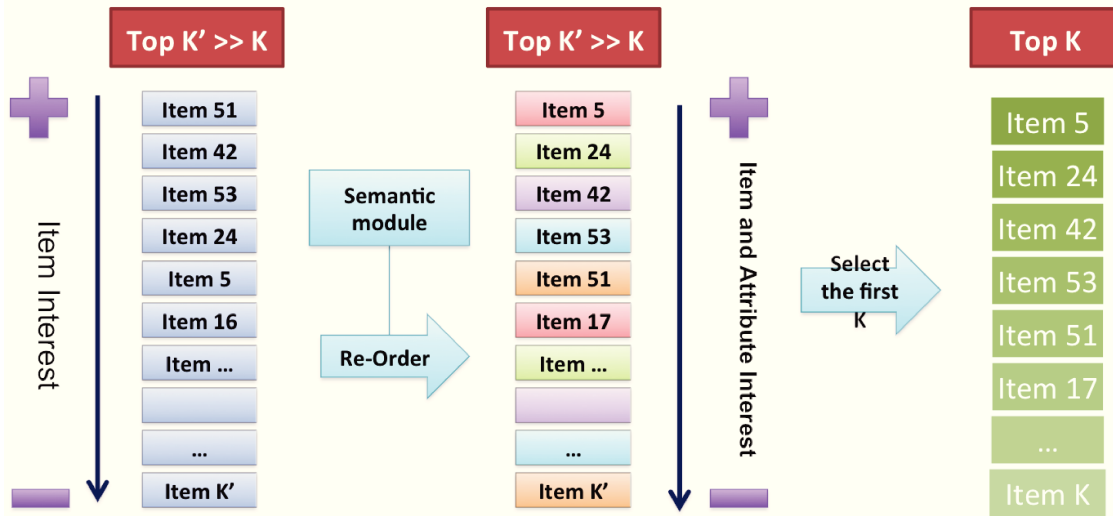 Top K’ >> K
Item Interest
Item 51
Item 42
Item 53
Item 24
Item 5
Item 16
Item ...
...
Item K’
Semantic
module
Re-Order
Top K’ >> K
Item 5
Item 24
Item 42
Item 53
Item 51
Item 17
Item ...
...
Item K’
Item and Attribute Interest
Select
the first
K
Top K
Item 5
Item 24
Item 42
Item 53
Item 51
Item 17
...
Item K